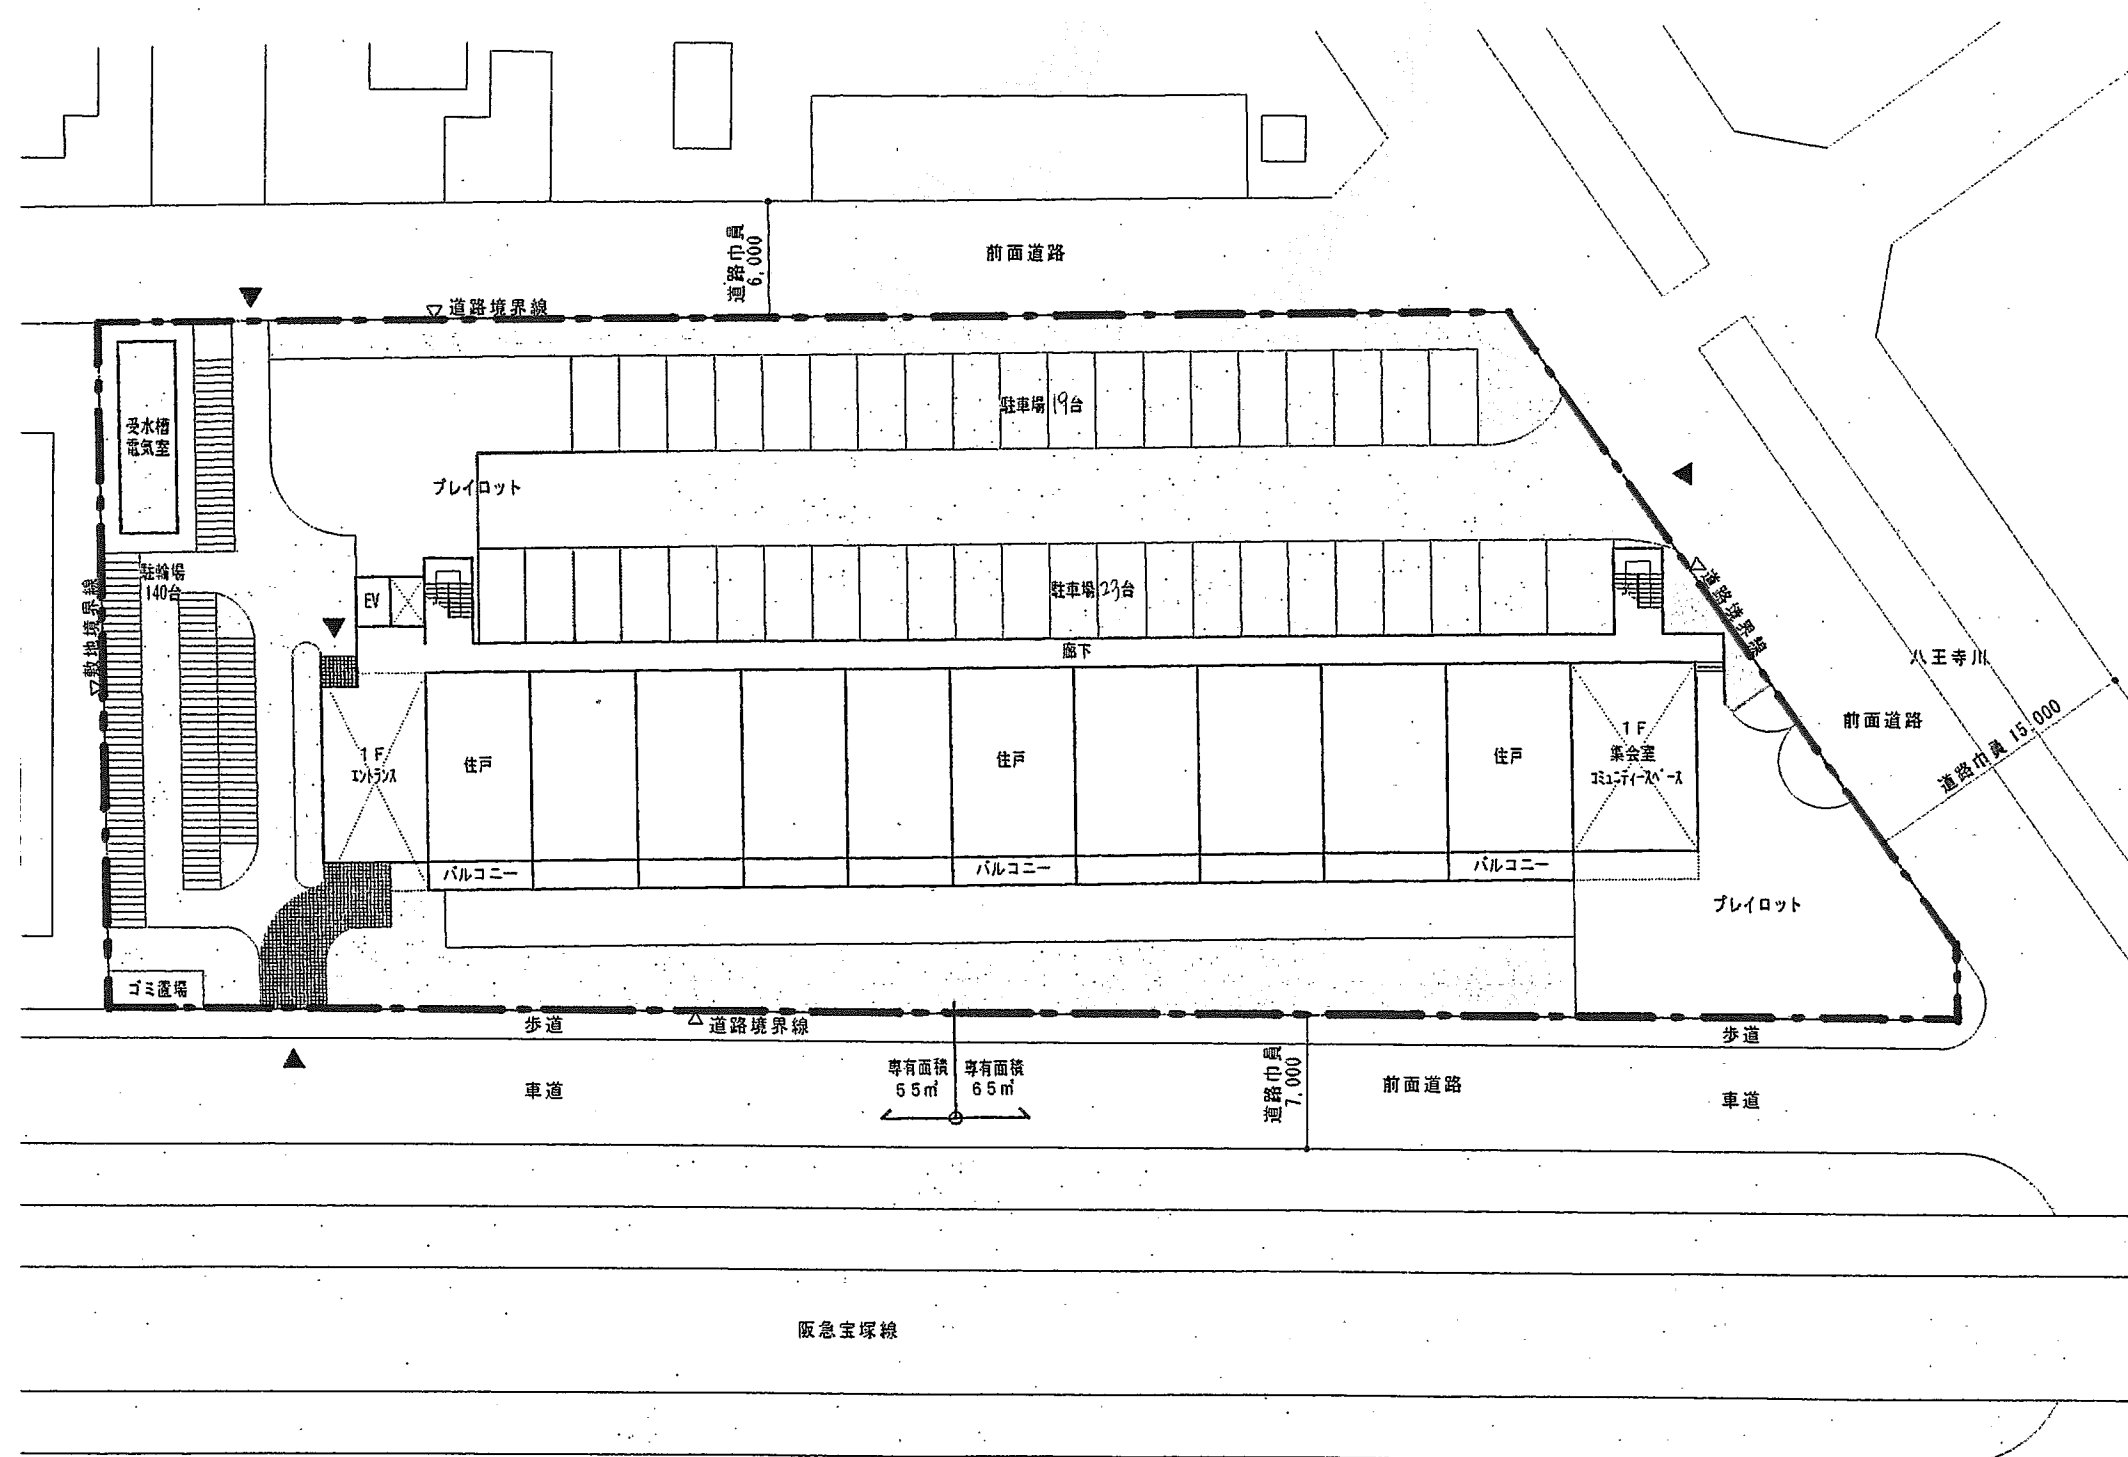 道路巾員
6,000
前面道路
道路境界線
受水槽
電気室
駐車場 19台
プレイロット
駐輪場
140台
敷地境界線
EV
駐車場 23台
道路境界線
廊下
八王寺川
前面道路
道路巾員 15,000
1F
エントランス
住戸
住戸
住戸
1F
集会室
コミュニティースペース
バルコニー
バルコニー
バルコニー
プレイロット
ゴミ置場
歩道
道路境界線
歩道
車道
専有面積
55㎡
専有面積
65㎡
道路巾員
7,000
前面道路
車道
阪急宝塚線